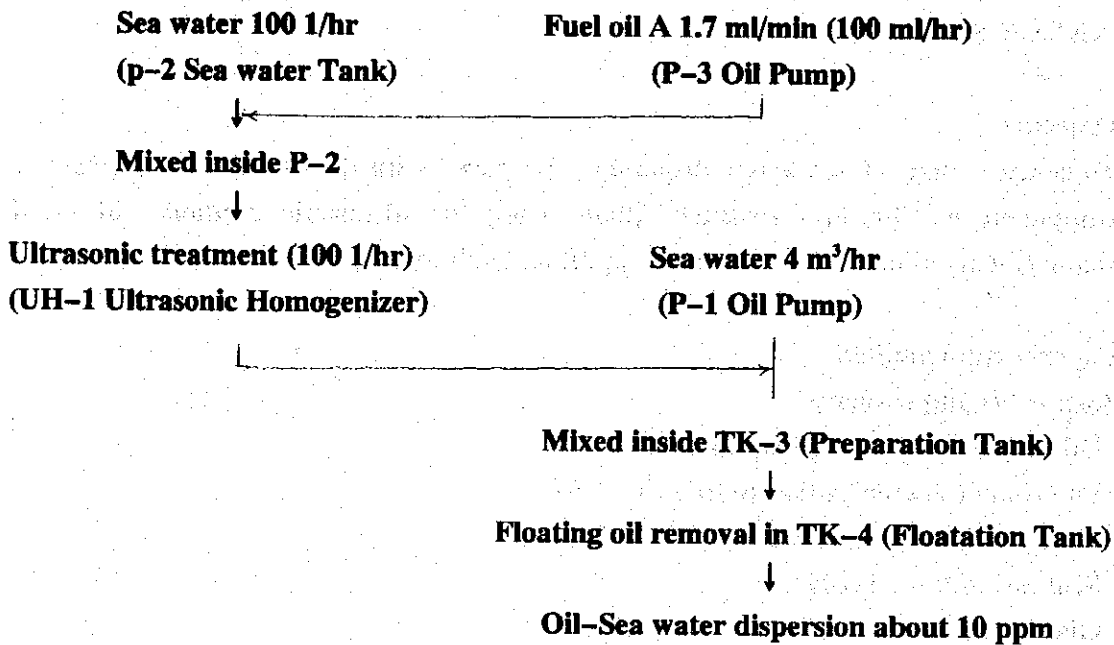 Sea water 100 1/hr
(p-2 Sea water Tank)
Fuel oil A 1.7 ml/min (100 ml/hr)
(P-3 Oil Pump)
Mixed inside P-2
Ultrasonic treatment (100 1/hr)
(UH-1 Ultrasonic Homogenizer)
Sea water 4 m³/hr
(P-1 Oil Pump)
Mixed inside TK-3 (Preparation Tank)
Floating oil removal in TK-4 (Floatation Tank)
Oil-Sea water dispersion about 10 ppm